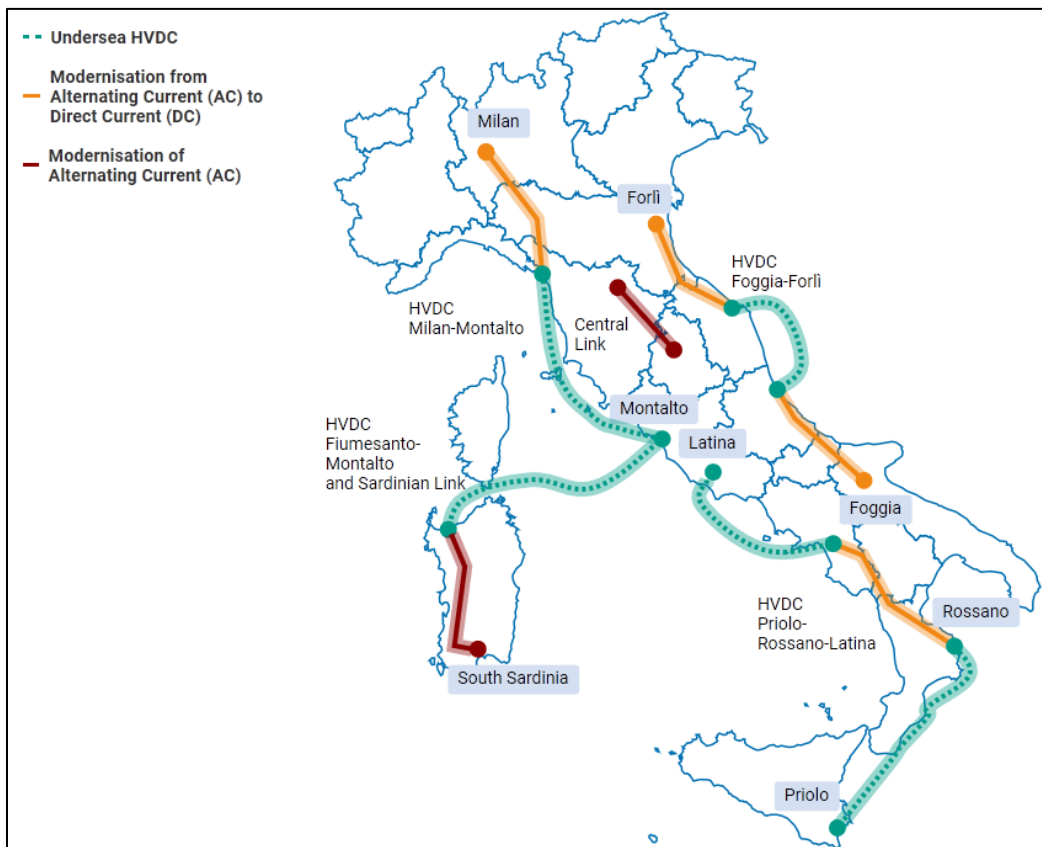 Undersea HVDC
Modernisation from
Alternating Current (AC) to
Direct Current (DC)
Modernisation of
Alternating Current (AC)
Milan
Forlì
HVDC
Foggia-Forlì
HVDC
Milan-Montalto
Central
Link
Montalto
Latina
HVDC
Fiumesanto-
Montalto
and Sardinian Link
Foggia
HVDC
Priolo-
Rossano-Latina
Rossano
South Sardinia
Priolo